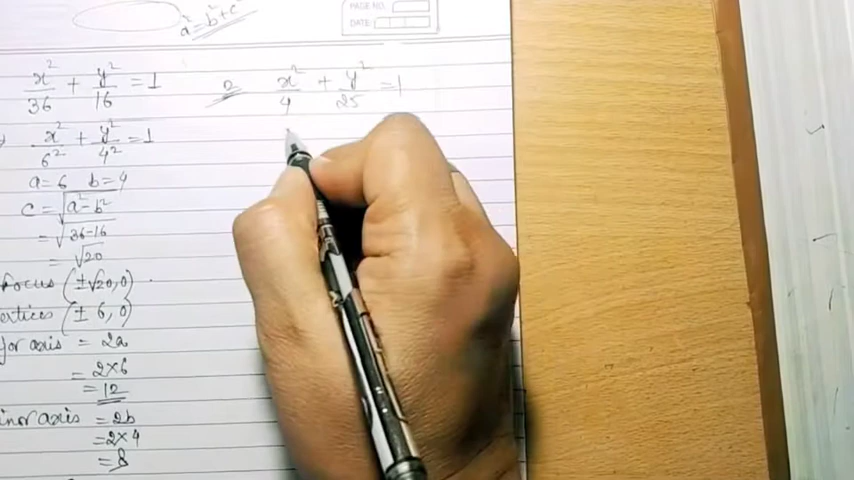 a² = b² + c²
PAGE NO.
DATE
x²/36 + y²/16 = 1
2 x²/4 + y²/25 = 1
x²/6² + y²/4² = 1
a = 6 b = 4
c = √a² - b²
= √36-16
= √20
Focus (±√20,0)
ertices (± 6, 0)
jor axis = 2a
= 2×6
= 12
inor axis = 2b
= 2×4
= 8